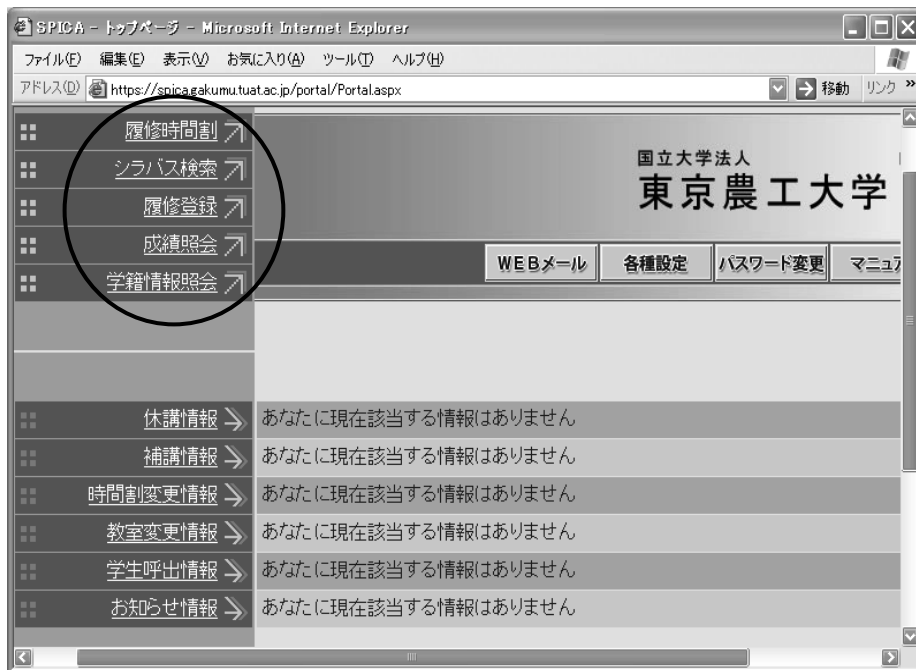 SPICA - トップページ - Microsoft Internet Explorer
ファイル(F) 編集(E) 表示(V) お気に入り(A) ツール(T) ヘルプ(H)
アドレス(D) https://spica.gakumu.tuat.ac.jp/portal/Portal.aspx 移動 リンク »
履修時間割
シラバス検索
履修登録
成績照会
学籍情報照会
国立大学法人
東京農工大学
WEBメール 各種設定 パスワード変更 マニュア
休講情報 あなたに現在該当する情報はありません
補講情報 あなたに現在該当する情報はありません
時間割変更情報 あなたに現在該当する情報はありません
教室変更情報 あなたに現在該当する情報はありません
学生呼出情報 あなたに現在該当する情報はありません
お知らせ情報 あなたに現在該当する情報はありません